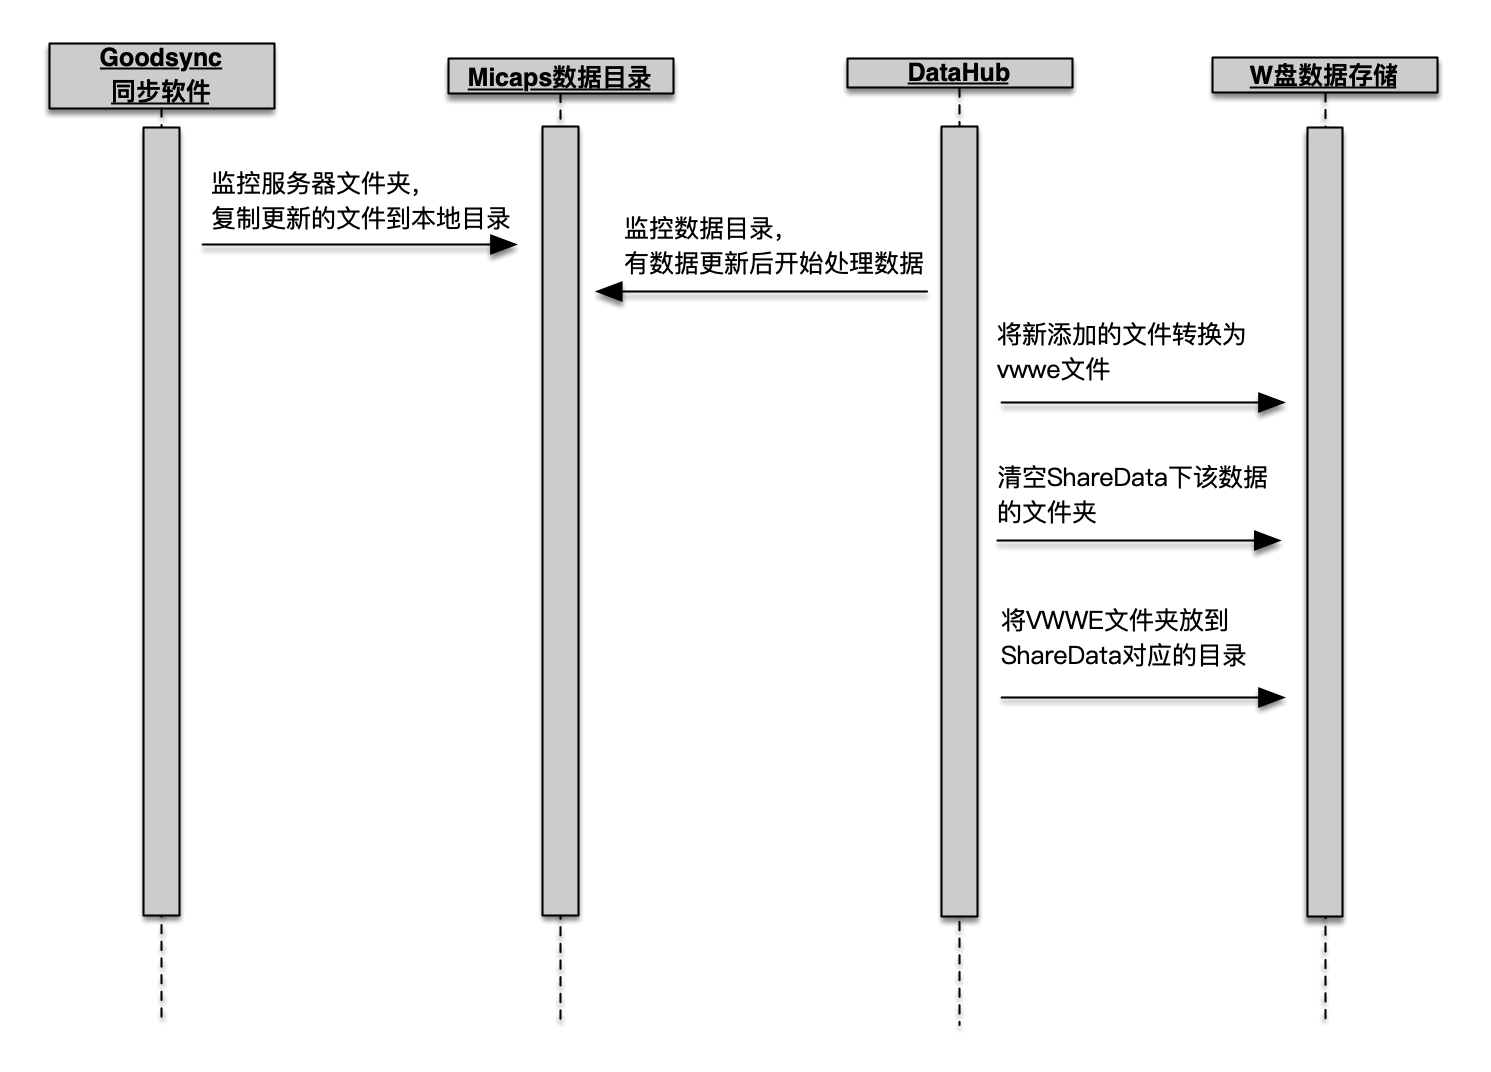 Goodsync
同步软件
Micaps数据目录
DataHub
W盘数据存储
监控服务器文件夹，
复制更新的文件到本地目录
监控数据目录，
有数据更新后开始处理数据
将新添加的文件转换为
vwwe文件
清空ShareData下该数据
的文件夹
将VWWE文件夹放到
ShareData对应的目录